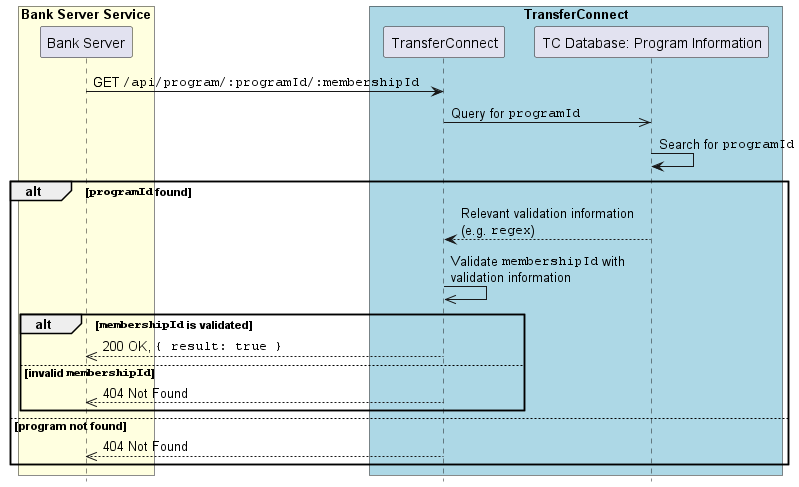 Bank Server Service
TransferConnect
Bank Server
TransferConnect
TC Database: Program Information
GET /api/program/:programId/:membershipId
Query for programId
Search for programId
alt
[programId found]
Relevant validation information
(e.g. regex)
Validate membershipId with
validation information
alt
[membershipId is validated]
200 OK, { result: true }
[invalid membershipId]
404 Not Found
[program not found]
404 Not Found